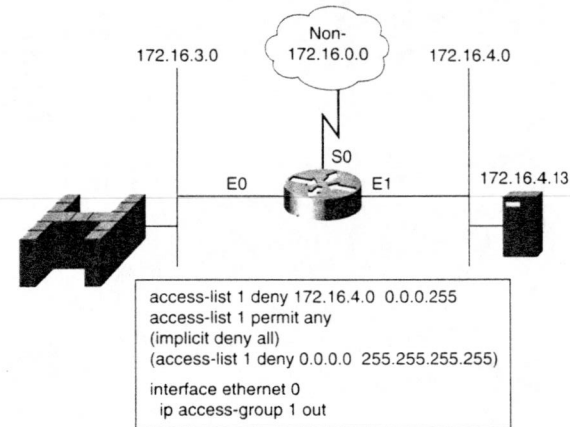 Non-
172.16.0.0
172.16.3.0
172.16.4.0
S0
E0
E1
172.16.4.13
access-list 1 deny 172.16.4.0 0.0.0.255
access-list 1 permit any
(implicit deny all)
(access-list 1 deny 0.0.0.0 255.255.255.255)
interface ethernet 0
ip access-group 1 out